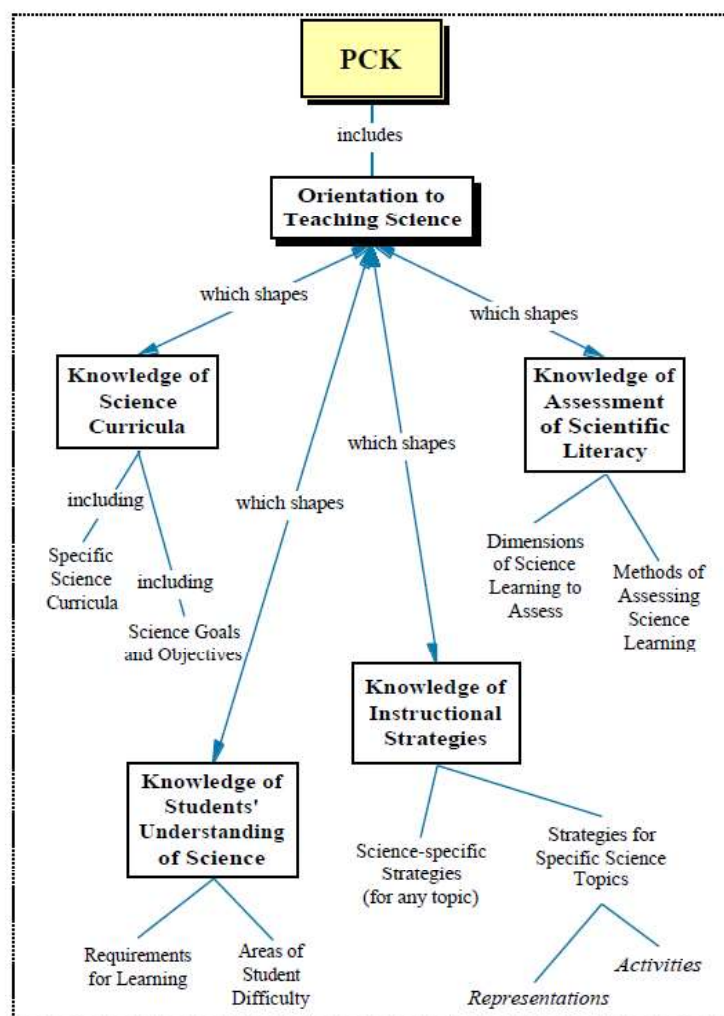 PCK
includes
Orientation to
Teaching Science
which shapes
which shapes
Knowledge of
Science
Curricula
Knowledge of
Assessment
of Scientific
Literacy
which shapes
which shapes
including
Specific
Science
Curricula
including
Science Goals
and Objectives
Dimensions
of Science
Learning to
Assess
Methods of
Assessing
Science
Learning
Knowledge of
Instructional
Strategies
Knowledge of
Students'
Understanding
of Science
Science-specific
Strategies
(for any topic)
Strategies for
Specific Science
Topics
Requirements
for Learning
Areas of
Student
Difficulty
Representations
Activities